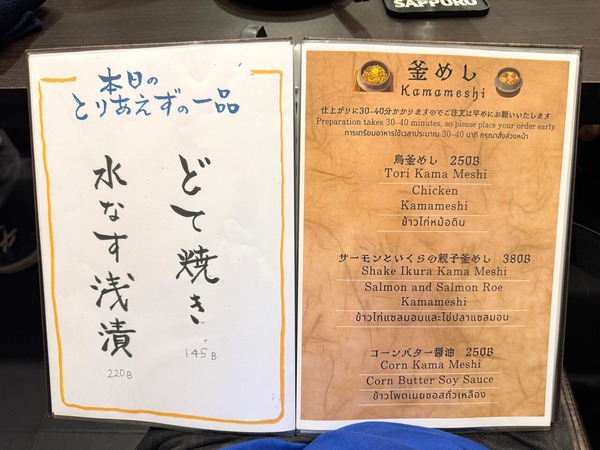 SAPPORO
本日の
とりあえずの一品
どて焼き
145B
水なす浅漬
220B
釜めし
Kamameshi
仕上がりに30-40分かかりますのでご注文は早めにお願いいたします
Preparation takes 30-40 minutes, so please place your order early
การเตรียมอาหารใช้เวลาประมาณ 30-40 นาที กรุณาสั่งล่วงหน้า
鳥釜めし 250B
Tori Kama Meshi
Chicken
Kamameshi
ข้าวไก่หม้อดิน
サーモンといくらの親子釜めし 380B
Shake Ikura Kama Meshi
Salmon and Salmon Roe
Kamameshi
ข้าวไก่แซลมอนและไข่ปลาแซลมอน
コーンバター醤油 250B
Corn Kama Meshi
Corn Butter Soy Sauce
ข้าวโพดเนยซอสถั่วเหลือง